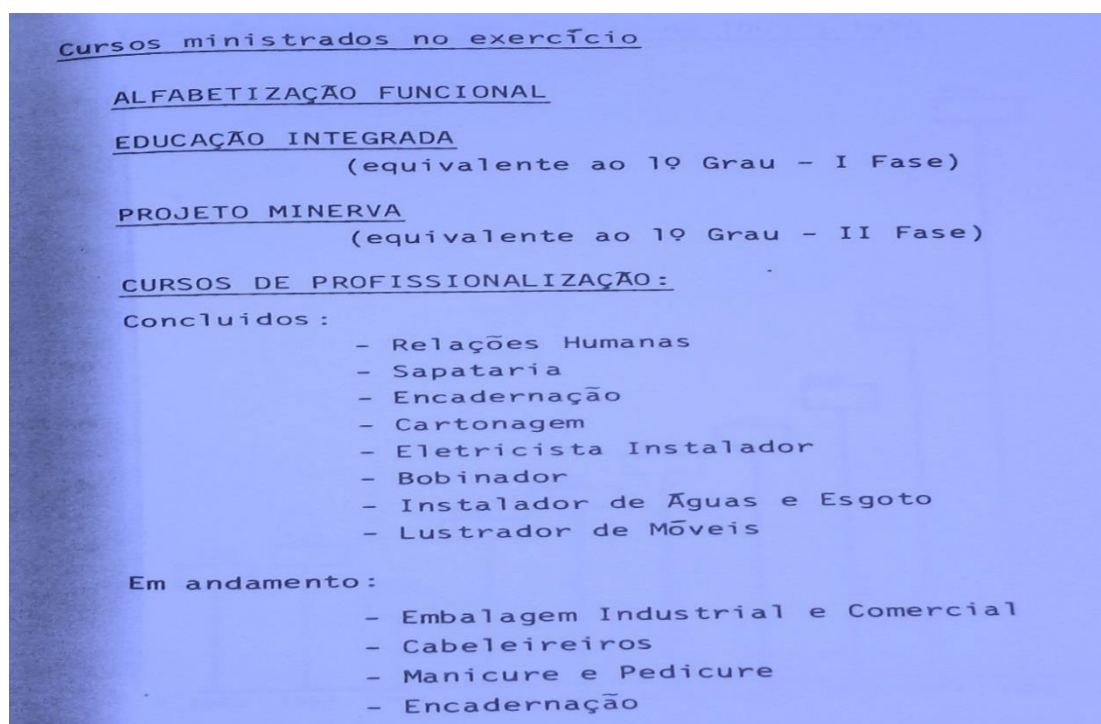 Cursos ministrados no exercício
ALFABETIZAÇÃO FUNCIONAL
EDUCAÇÃO INTEGRADA
(equivalente ao 1º Grau - I Fase)
PROJETO MINERVA
(equivalente ao 1º Grau - II Fase)
CURSOS DE PROFISSIONALIZAÇÃO:
Concluidos:
- Relações Humanas
- Sapataria
- Encadernação
- Cartonagem
- Eletricista Instalador
- Bobinador
- Instalador de Águas e Esgoto
- Lustrador de Móveis
Em andamento:
- Embalagem Industrial e Comercial
- Cabeleireiros
- Manicure e Pedicure
- Encadernação